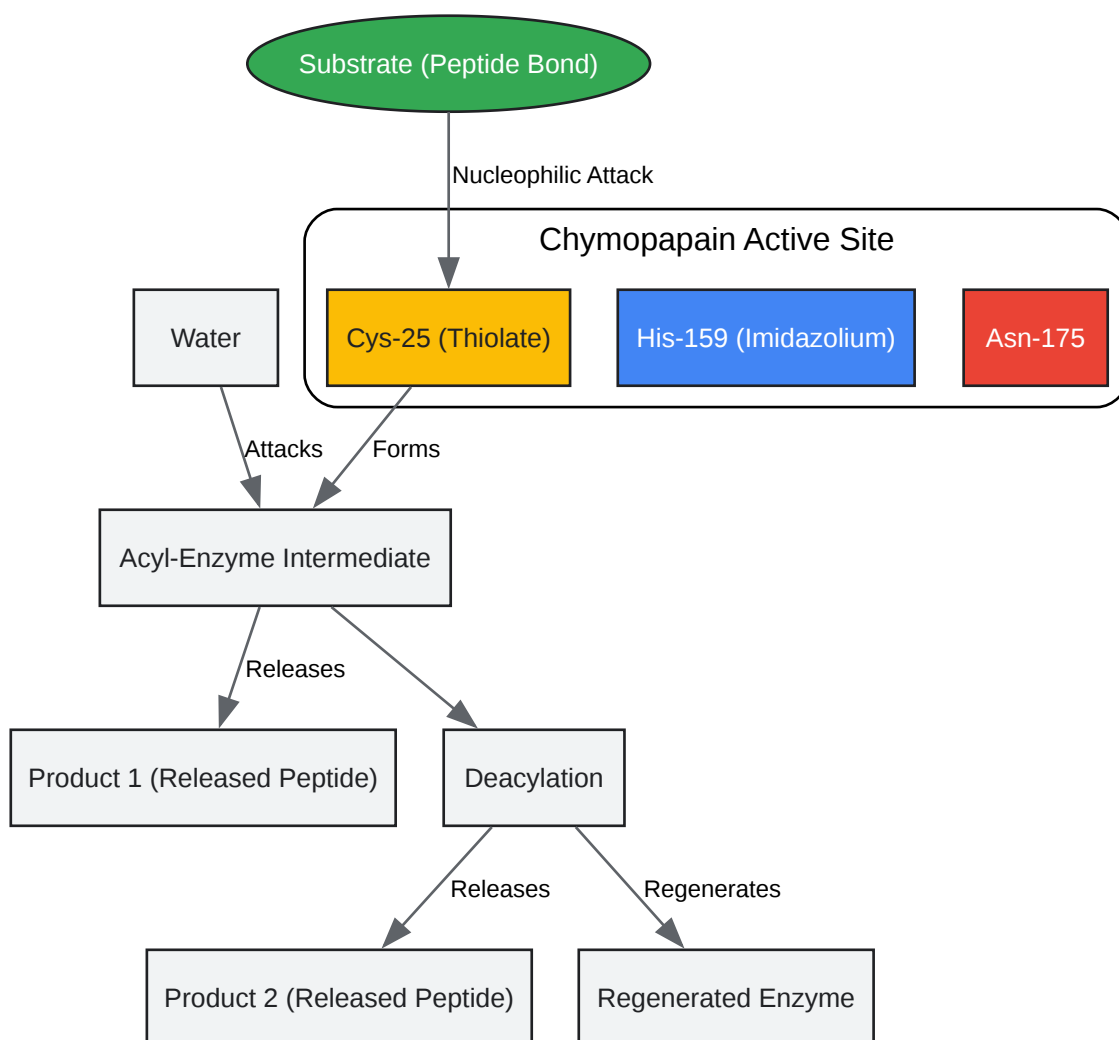 Substrate (Peptide Bond)
Nucleophilic Attack
Chymopapain Active Site
Water
Cys-25 (Thiolate)
His-159 (Imidazolium)
Asn-175
Attacks
Forms
Acyl-Enzyme Intermediate
Releases
Product 1 (Released Peptide)
Deacylation
Releases
Regenerates
Product 2 (Released Peptide)
Regenerated Enzyme